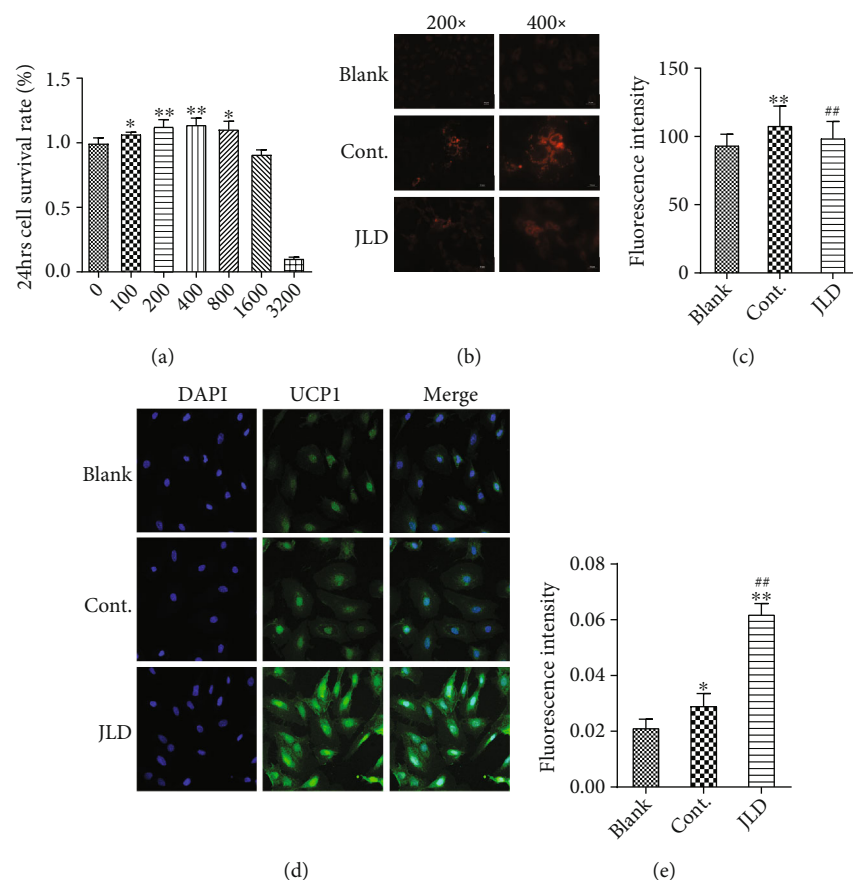 24hrs cell survival rate (%)
1.5
1.0
0.5
0.0
*
**
**
*
0
100
200
400
800
1600
3200
(a)
200×
400×
Blank
Cont.
JLD
(b)
Fluorescence intensity
150
100
50
0
**
##
Blank
Cont.
JLD
(c)
DAPI
UCP1
Merge
Blank
Cont.
JLD
(d)
Fluorescence intensity
0.08
0.06
0.04
0.02
0.00
*
##
**
Blank
Cont.
JLD
(e)